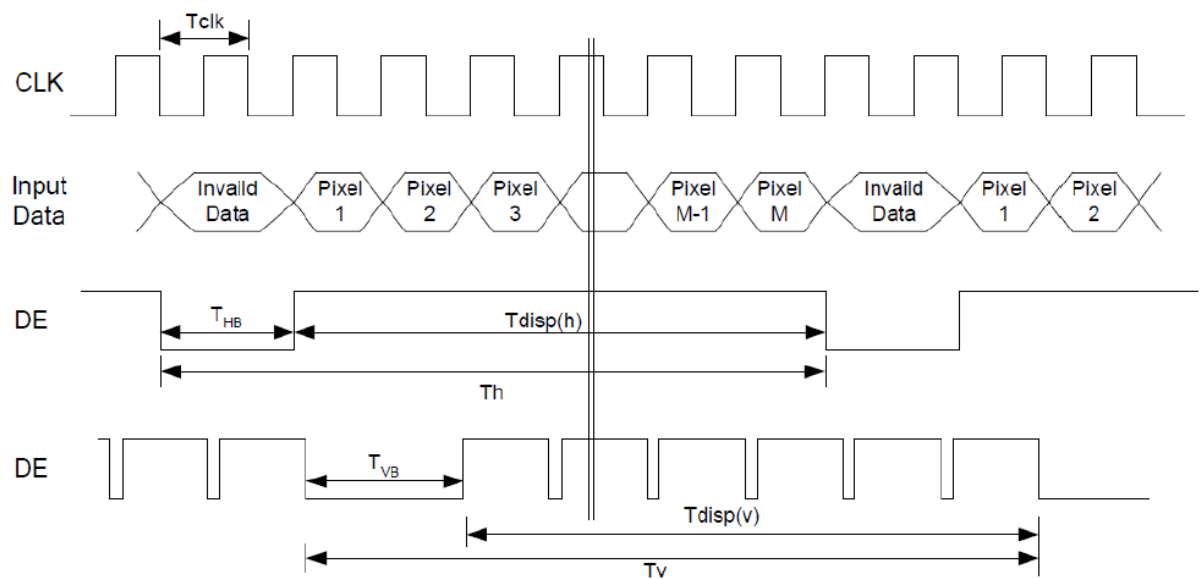 Tclk
CLK
Input
Data
Invaild
Data
Pixel
1
Pixel
2
Pixel
3
Pixel
M-1
Pixel
M
Invaild
Data
Pixel
1
Pixel
2
DE
THB
Tdisp(h)
Th
DE
TVB
Tdisp(v)
Tv